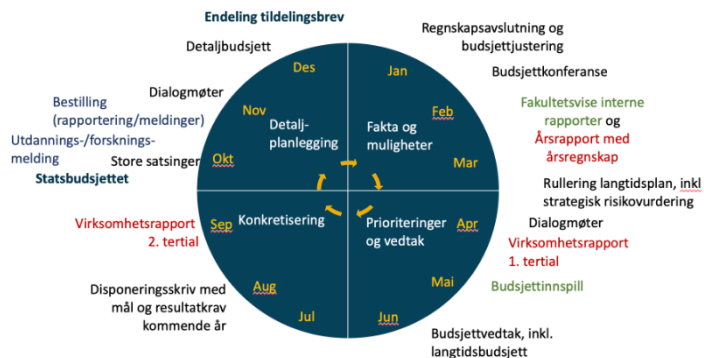 Endeling tildelingsbrev
Regnskapsavslutning og
budsjettjustering
Budsjettkonferanse
Fakultetsvise interne
rapporter og
Årsrapport med
årsregnskap
Rullering langtidsplan, inkl
strategisk risikovurdering
Dialogmøter
Virksomhetsrapport
1. tertial
Budsjettinnspill
Budsjettvedtak, inkl.
langtidsbudsjett
Disponeringsskriv med
mål og resultatkrav
kommende år
Virksomhetsrapport
2. tertial
Statsbudsjettet
Store satsinger
Utdannings-/forsknings-
melding
Bestilling
(rapportering/meldinger)
Dialogmøter
Detaljbudsjett
Jan
Feb
Mar
Apr
Mai
Jun
Jul
Aug
Sep
Okt
Nov
Des
Fakta og
muligheter
Prioriteringer
og vedtak
Konkretisering
Detalj-
planlegging